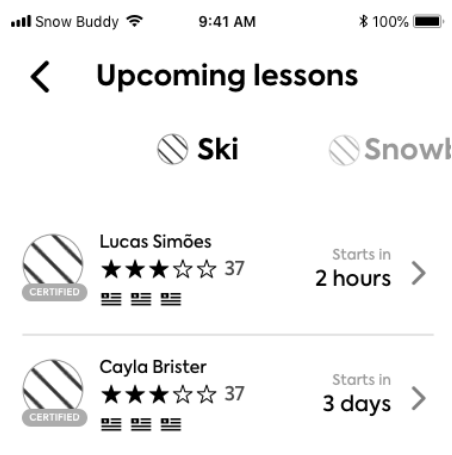 Snow Buddy 9:41 AM 100%
Upcoming lessons
Ski Snowb
Lucas Simões
37
CERTIFIED
Starts in
2 hours
Cayla Brister
37
CERTIFIED
Starts in
3 days